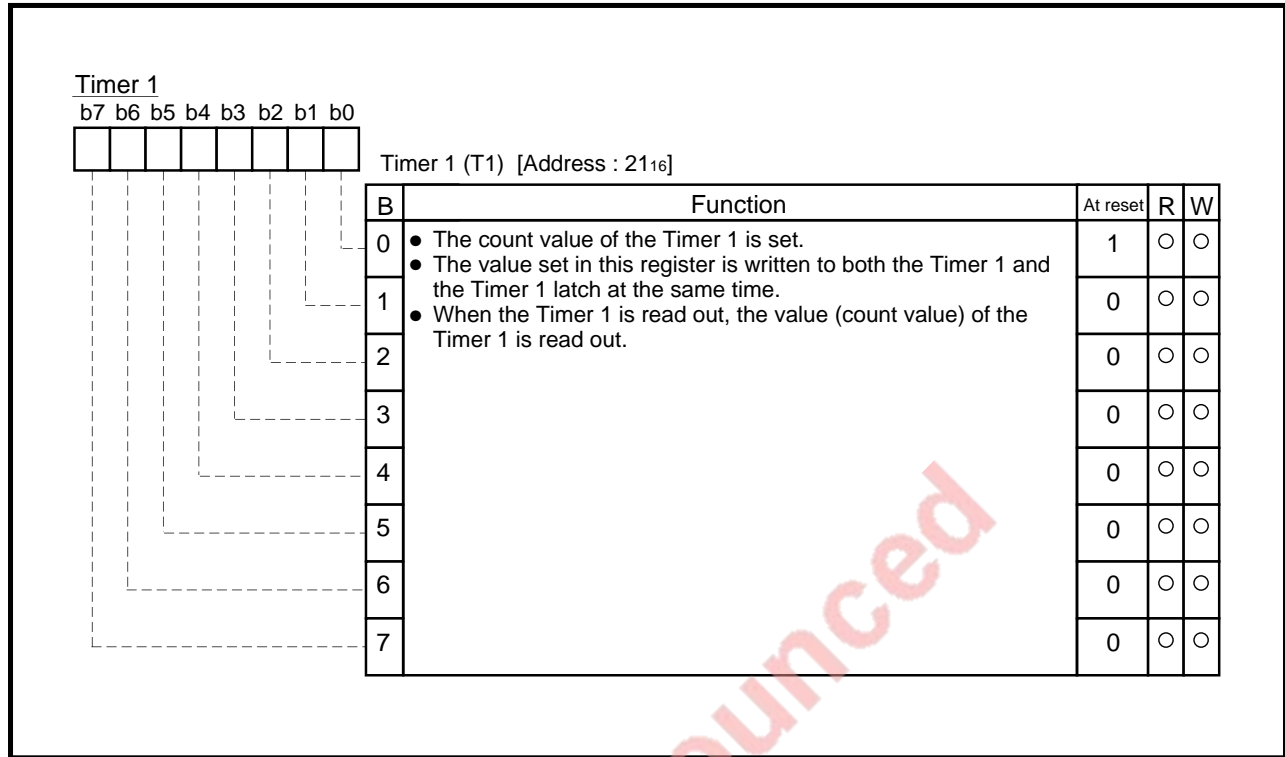 Timer 1
b7 b6 b5 b4 b3 b2 b1 b0
Timer 1 (T1) [Address : 2116]
B Function At reset R W
0 ● The count value of the Timer 1 is set. 1 ○ ○
● The value set in this register is written to both the Timer 1 and
the Timer 1 latch at the same time.
1 0 ○ ○
● When the Timer 1 is read out, the value (count value) of the
Timer 1 is read out.
2 0 ○ ○
3 0 ○ ○
4 0 ○ ○
5 0 ○ ○
6 0 ○ ○
7 0 ○ ○